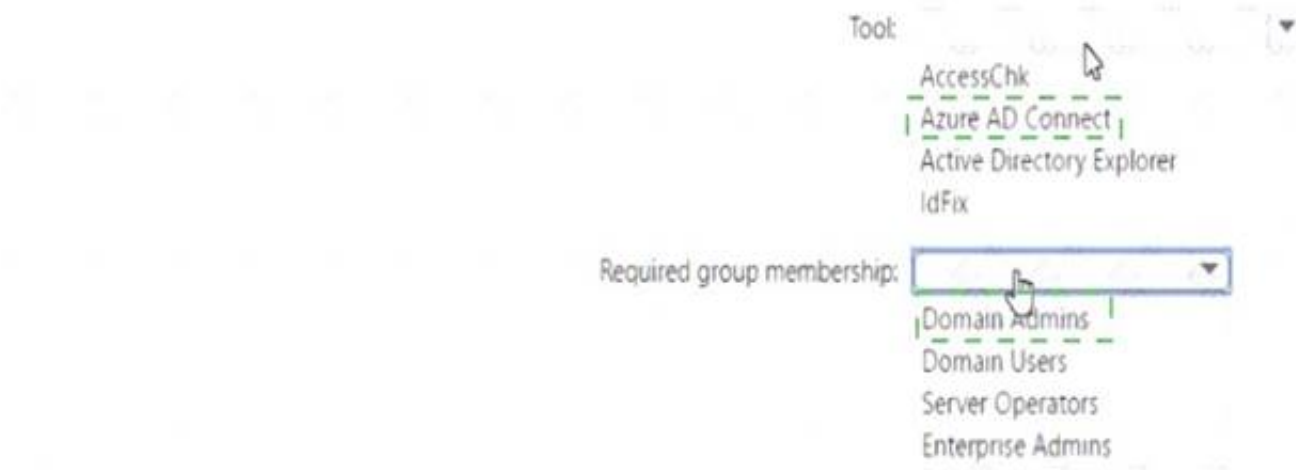 Tool:
AccessChk
Azure AD Connect
Active Directory Explorer
IdFix
Required group membership:
Domain Admins
Domain Users
Server Operators
Enterprise Admins